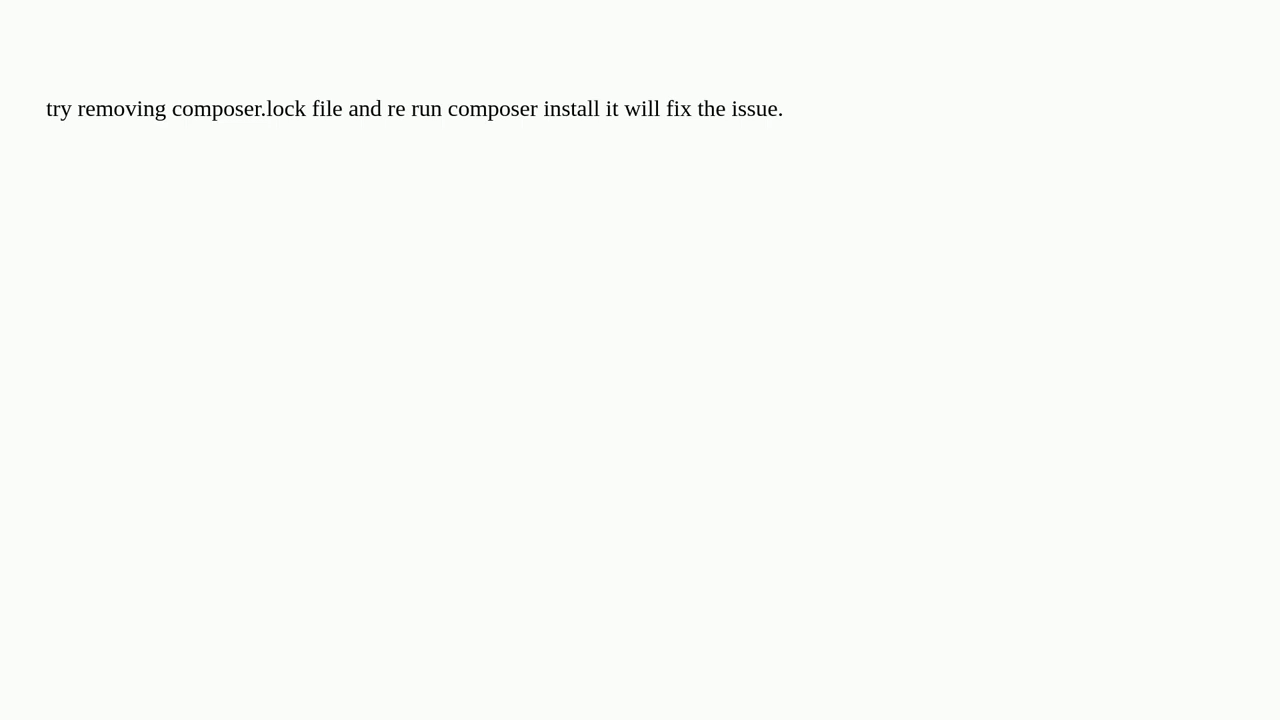 try removing composer.lock file and re run composer install it will fix the issue.